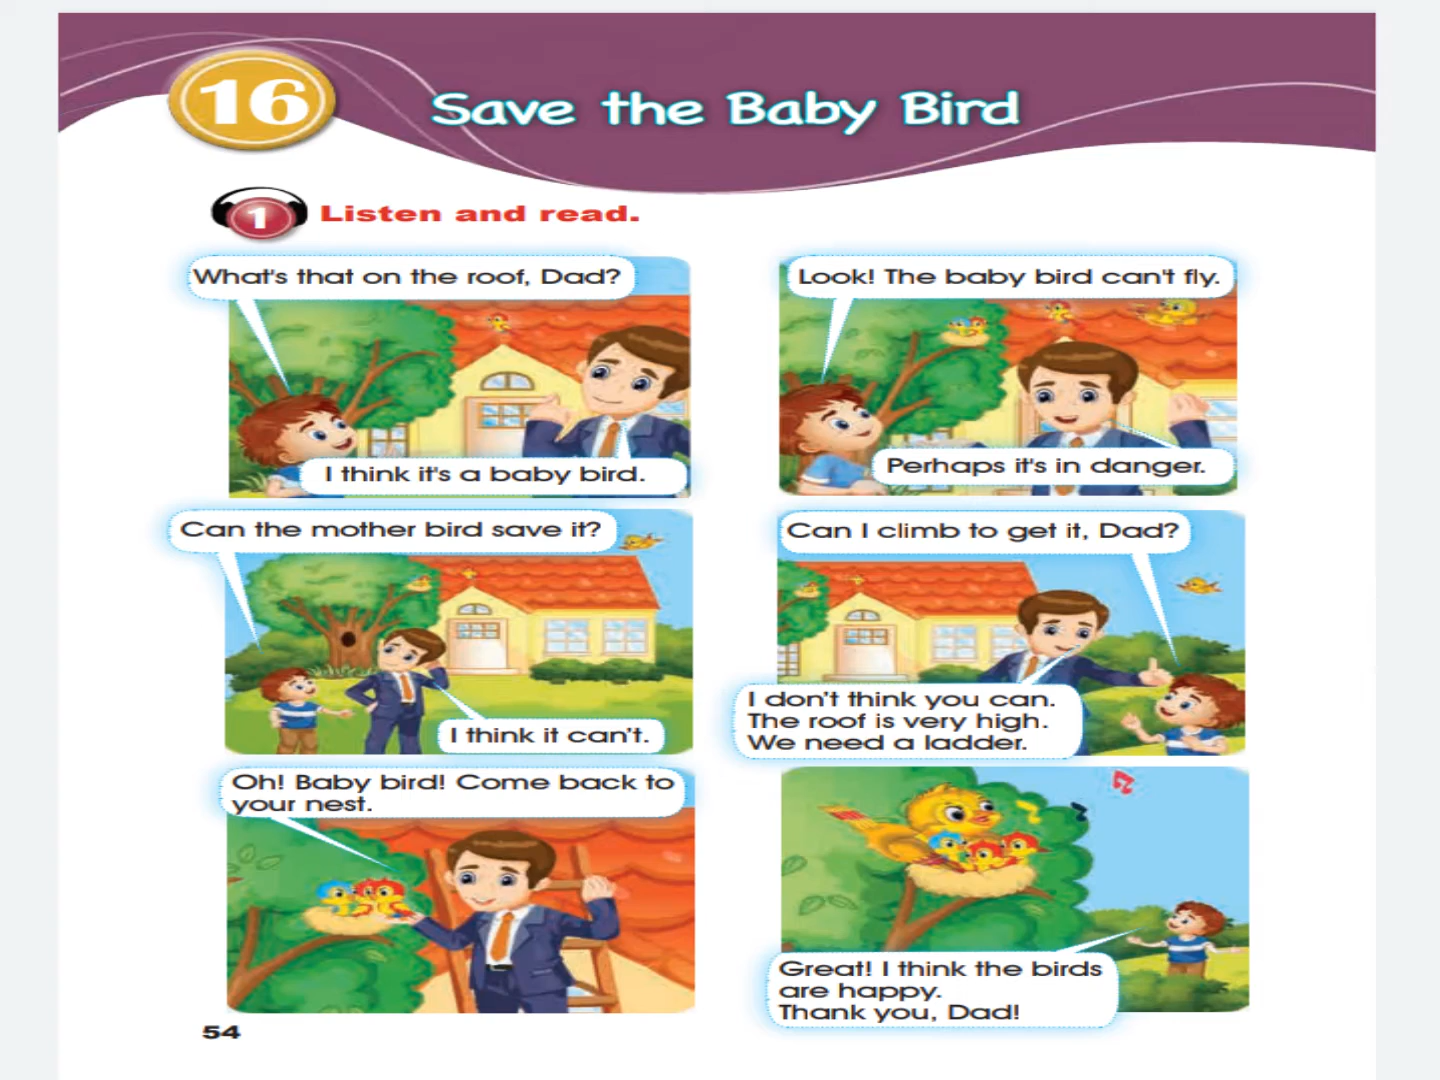 16
Save the Baby Bird
1
Listen and read.
What's that on the roof, Dad?
I think it's a baby bird.
Look! The baby bird can't fly.
Perhaps it's in danger.
Can the mother bird save it?
I think it can't.
Can I climb to get it, Dad?
I don't think you can.
The roof is very high.
We need a ladder.
Oh! Baby bird! Come back to
your nest.
Great! I think the birds
are happy.
Thank you, Dad!
54